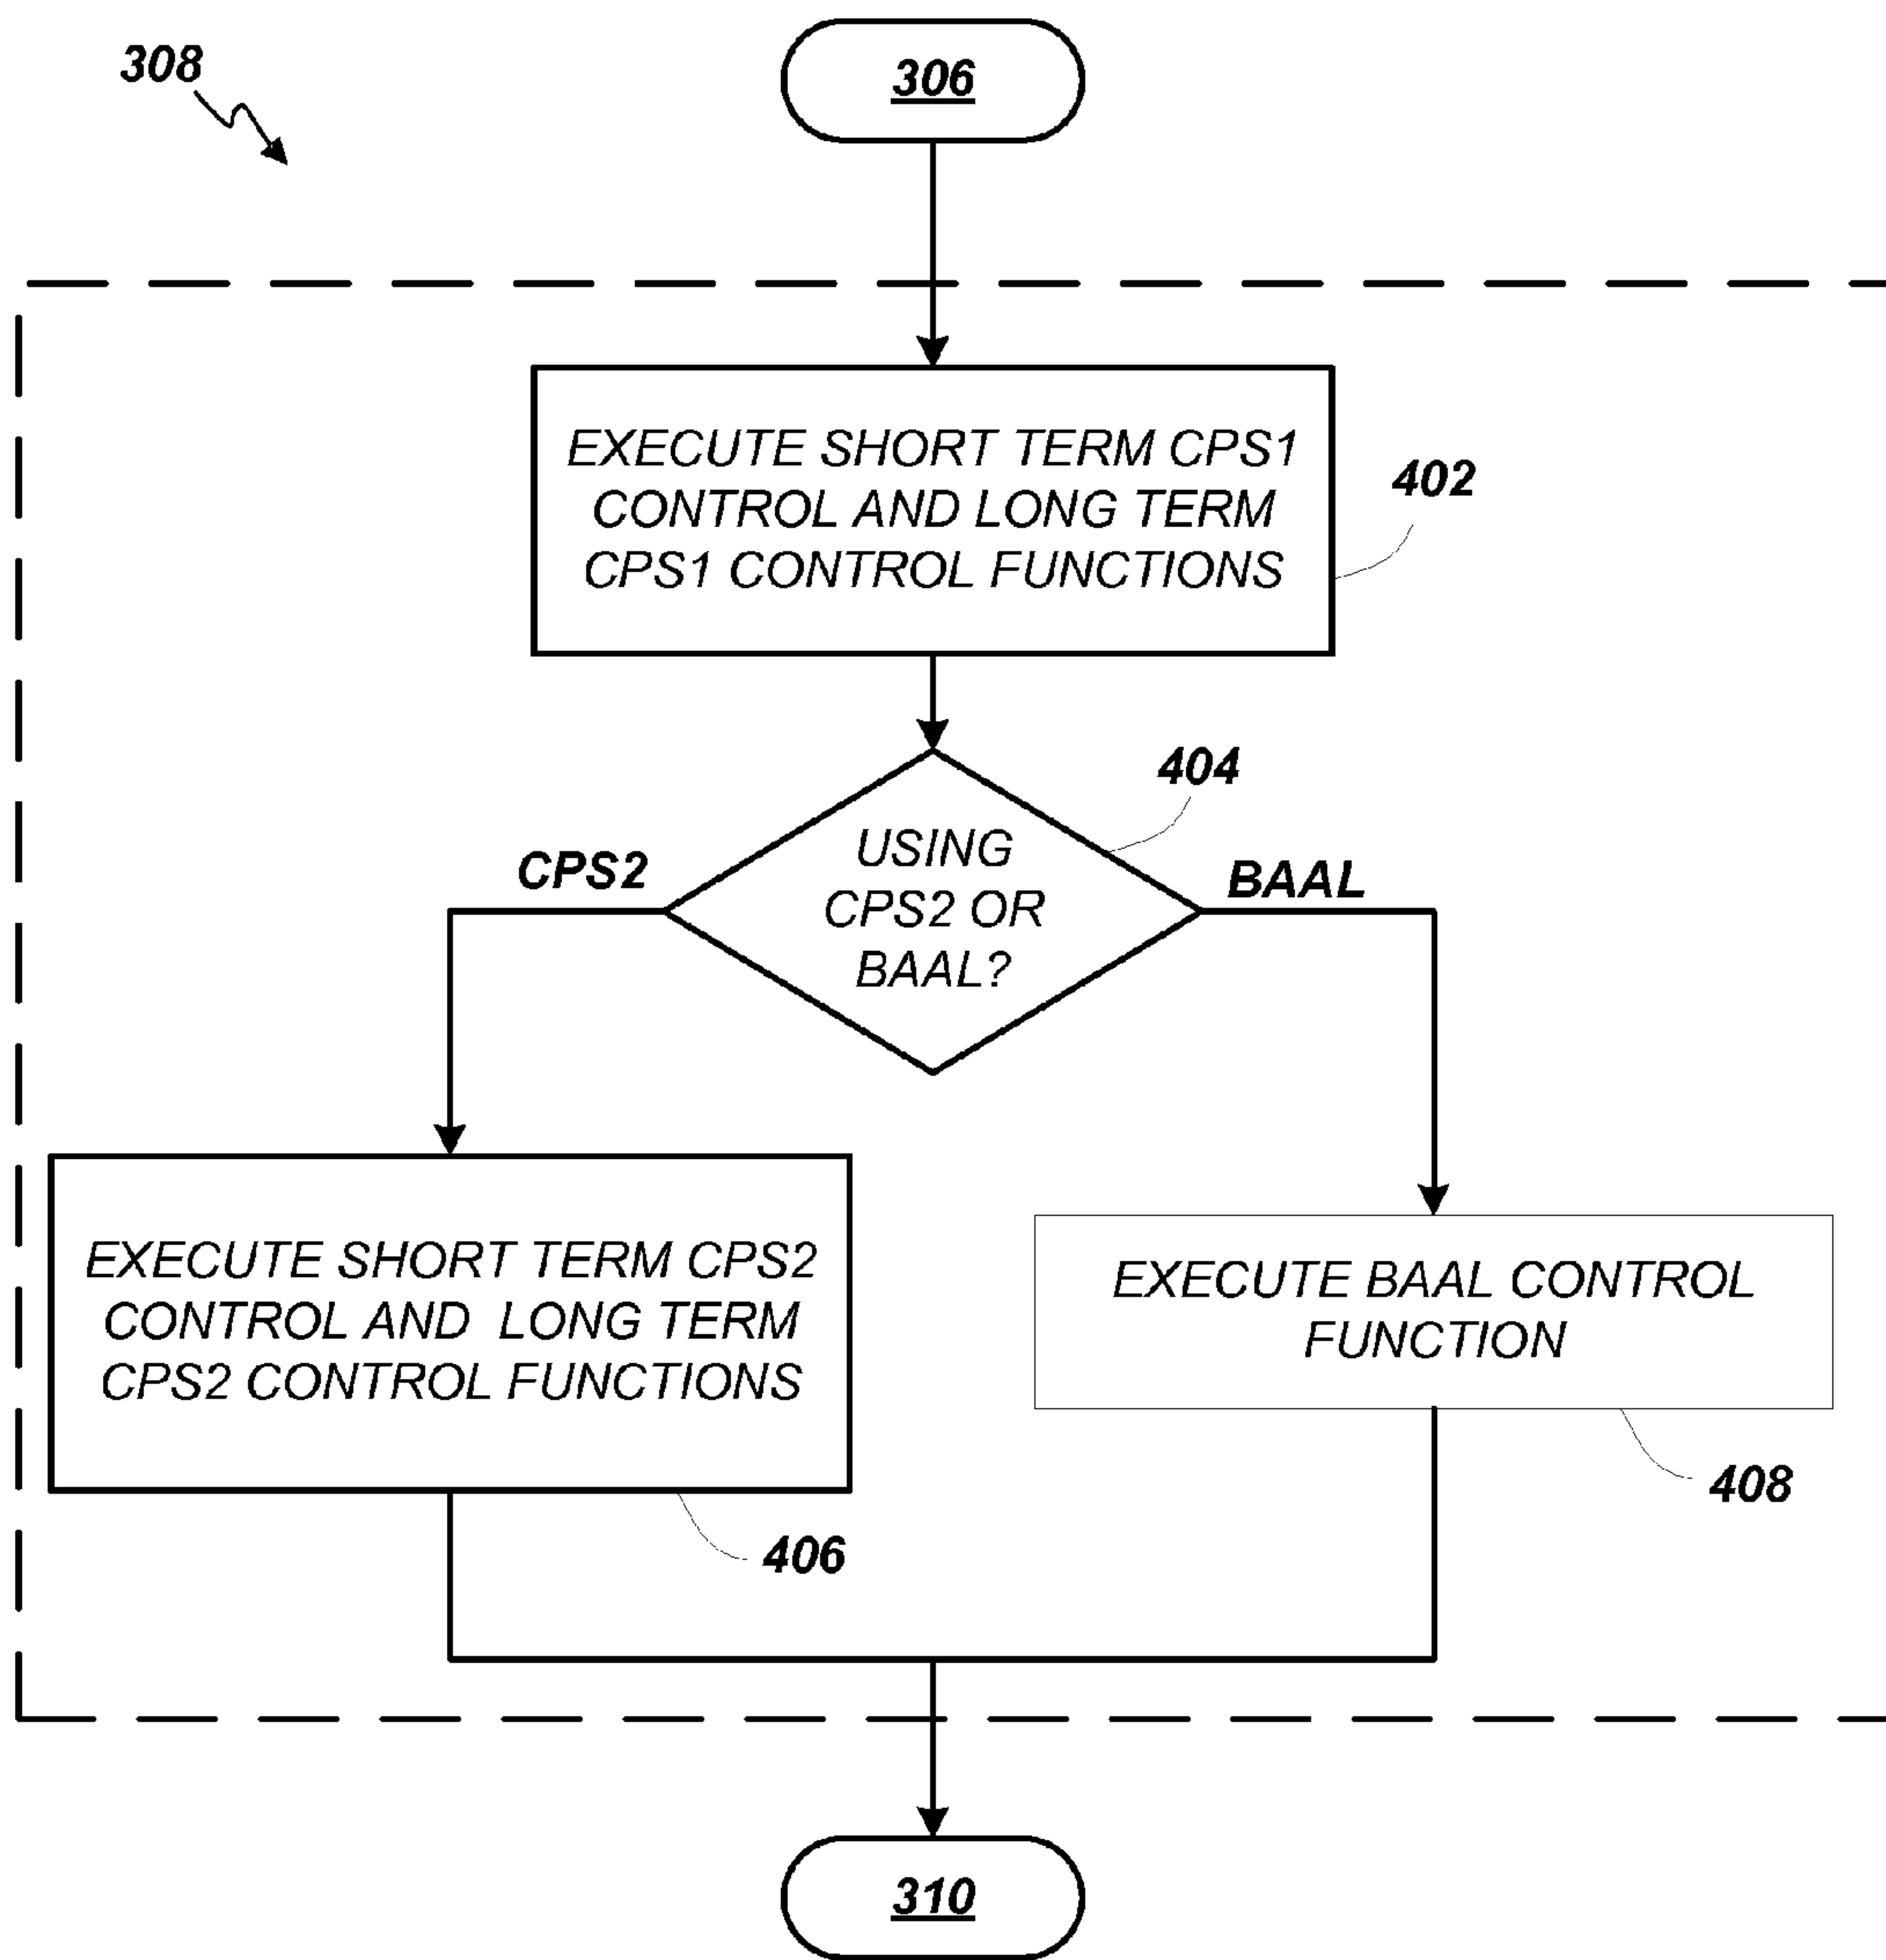 308
306
EXECUTE SHORT TERM CPS1
CONTROL AND LONG TERM
CPS1 CONTROL FUNCTIONS
402
404
USING
CPS2 OR
BAAL?
CPS2
BAAL
EXECUTE SHORT TERM CPS2
CONTROL AND LONG TERM
CPS2 CONTROL FUNCTIONS
406
EXECUTE BAAL CONTROL
FUNCTION
408
310